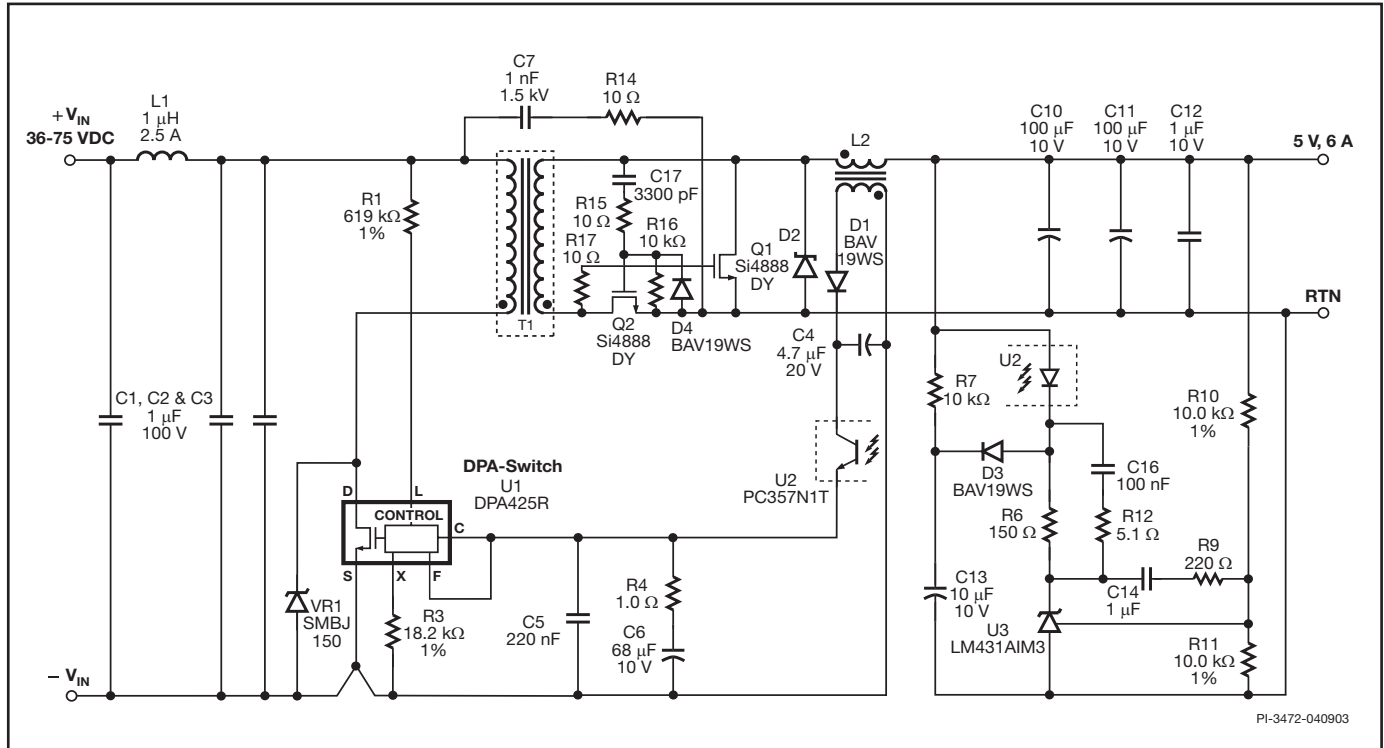 C7
1 nF
1.5 kV
R14
10 Ω
L1
1 μH
2.5 A
+ VIN
36-75 VDC
R1
619 kΩ
1%
T1
C17
3300 pF
R15
10 Ω
R16
10 kΩ
R17
10 Ω
Q1
Si4888
DY
Q2
Si4888
DY
D4
BAV19WS
D2
L2
D1
BAV
19WS
C4
4.7 μF
20 V
C10
100 μF
10 V
C11
100 μF
10 V
C12
1 μF
10 V
5 V, 6 A
RTN
C1, C2 & C3
1 μF
100 V
DPA-Switch
U1
DPA425R
D
L
CONTROL
C
S
X
F
VR1
SMBJ
150
R3
18.2 kΩ
1%
C5
220 nF
R4
1.0 Ω
C6
68 μF
10 V
U2
PC357N1T
U2
R7
10 kΩ
D3
BAV19WS
C16
100 nF
R6
150 Ω
R12
5.1 Ω
R10
10.0 kΩ
1%
R9
220 Ω
C13
10 μF
10 V
C14
1 μF
U3
LM431AIM3
R11
10.0 kΩ
1%
− VIN
PI-3472-040903